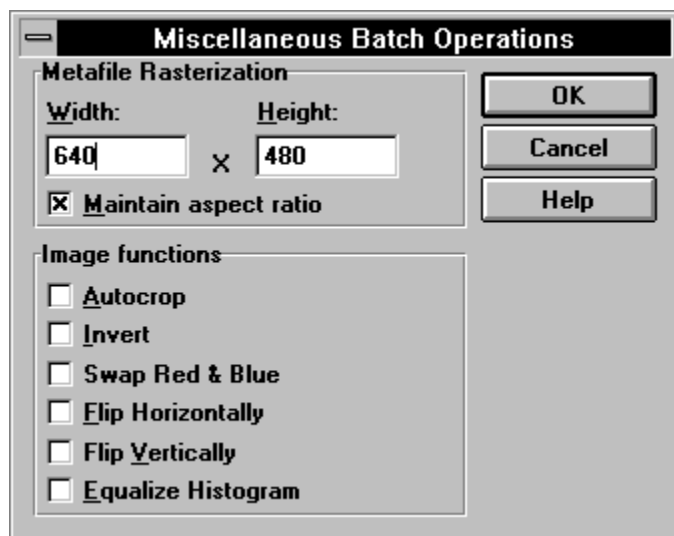 Miscellaneous Batch Operations
Metafile Rasterization
Width: Height:
640 X 480
Maintain aspect ratio
OK
Cancel
Help
Image functions
Autocrop
Invert
Swap Red & Blue
Flip Horizontally
Flip Vertically
Equalize Histogram